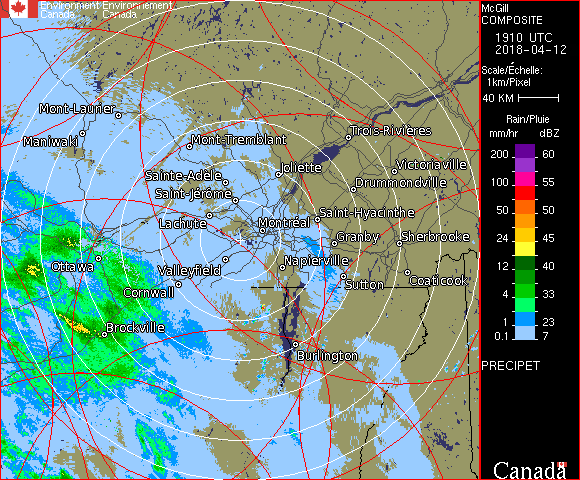 Environment Environnement
Canada Canada
McGill
COMPOSITE
1910 UTC
2018-04-12
Scale/Échelle:
1km/Pixel
40 KM
Rain/Pluie
mm/hr dBZ
200 60
100 55
50 50
24 45
12 40
4 33
1 23
0.1 7
PRECIPET
Mont-Laurier
Maniwaki
Mont-Tremblant
Trois-Rivières
Sainte-Adèle
Joliette
Victoriaville
Saint-Jérôme
Drummondville
Lachute
Montréal
Saint-Hyacinthe
Granby
Sherbrooke
Ottawa
Valleyfield
Napierville
Cornwall
Sutton
Coaticook
Brockville
Burlington
Canada